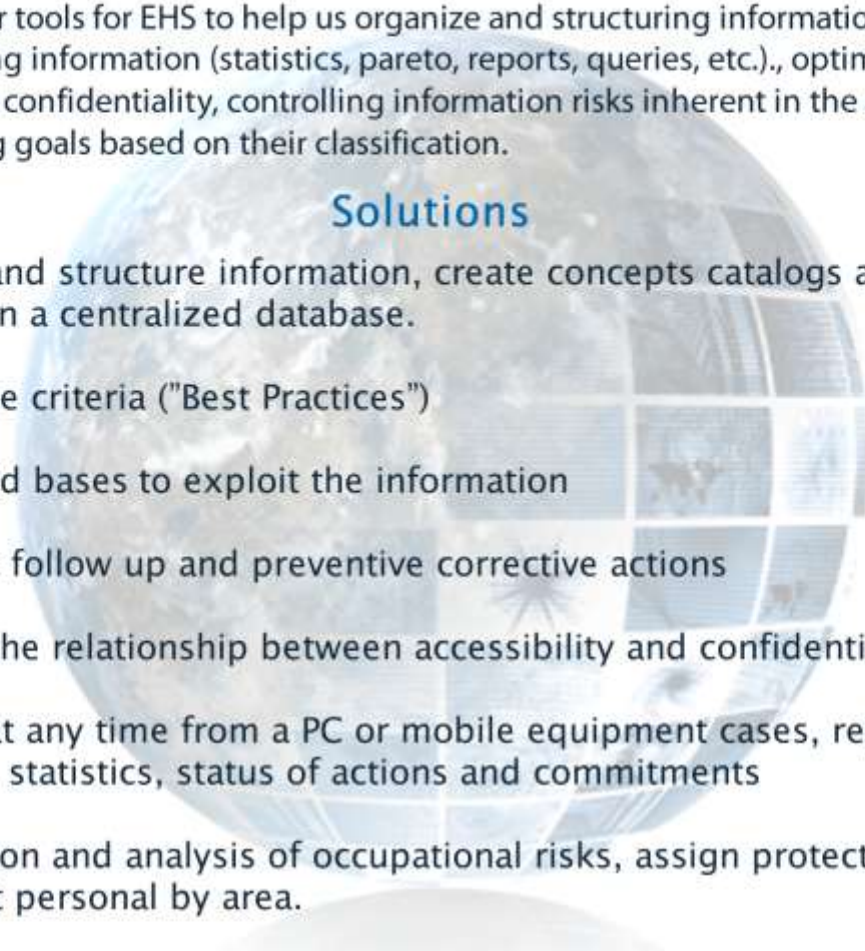 r tools for EHS to help us organize and structuring informatio
ng information (statistics, pareto, reports, queries, etc.)., optim
confidentiality, controlling information risks inherent in the
g goals based on their classification.
Solutions
and structure information, create concepts catalogs a
n a centralized database.
e criteria ("Best Practices")
d bases to exploit the information
follow up and preventive corrective actions
he relationship between accessibility and confidenti
at any time from a PC or mobile equipment cases, re
statistics, status of actions and commitments
on and analysis of occupational risks, assign protect
t personal by area.